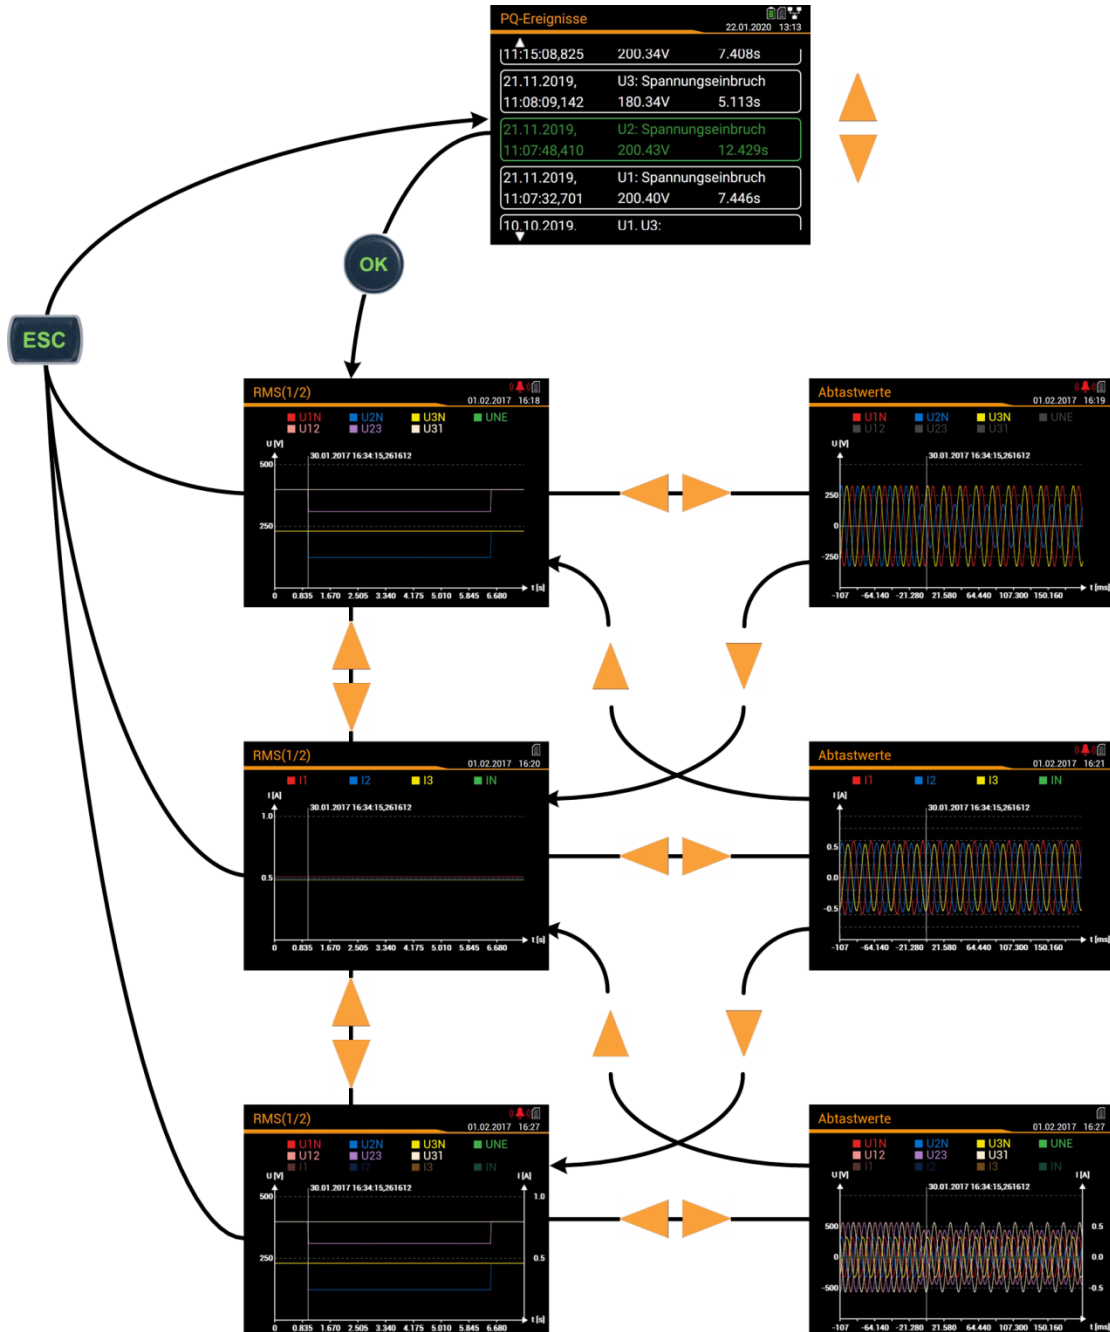 PQ-Ereignisse
22.01.2020 13:13
11:15:08,825 200.34V 7.408s
21.11.2019, U3: Spannungseinbruch
11:08:09,142 180.34V 5.113s
21.11.2019, U2: Spannungseinbruch
11:07:48,410 200.43V 12.429s
21.11.2019, U1: Spannungseinbruch
11:07:32,701 200.40V 7.446s
10.10.2019. U1, U3:
OK
ESC
RMS(1/2)
01.02.2017 16:18
U1N U2N U3N UNE
U12 U23 U31
U [V]
30.01.2017 16:34:15,261612
500
250
t [s]
0 0.835 1.670 2.505 3.340 4.175 5.010 5.845 6.680
Abtastwerte
01.02.2017 16:19
U1N U2N U3N UNE
U12 U23 U31
U [V]
30.01.2017 16:34:15,261612
250
0
-250
t [ms]
-107 -64.140 -21.280 21.580 64.440 107.300 150.160
RMS(1/2)
01.02.2017 16:20
I1 I2 I3 IN
I [A]
30.01.2017 16:34:15,261612
1.0
0.5
t [s]
0 0.835 1.670 2.505 3.340 4.175 5.010 5.845 6.680
Abtastwerte
01.02.2017 16:21
I1 I2 I3 IN
I [A]
30.01.2017 16:34:15,261612
0.5
0.0
-0.5
t [ms]
-107 -64.140 -21.280 21.580 64.440 107.300 150.160
RMS(1/2)
01.02.2017 16:27
U1N U2N U3N UNE
U12 U23 U31
I1 I2 I3 IN
U [V] I [A]
30.01.2017 16:34:15,261612
500 1.0
250 0.5
t [s]
0 0.835 1.670 2.505 3.340 4.175 5.010 5.845 6.680
Abtastwerte
01.02.2017 16:27
U1N U2N U3N UNE
U12 U23 U31
I1 I2 I3 IN
U [V] I [A]
30.01.2017 16:34:15,261612
500 0.5
0 0.0
-500 -0.5
t [ms]
-107 -64.140 -21.280 21.580 64.440 107.300 150.160